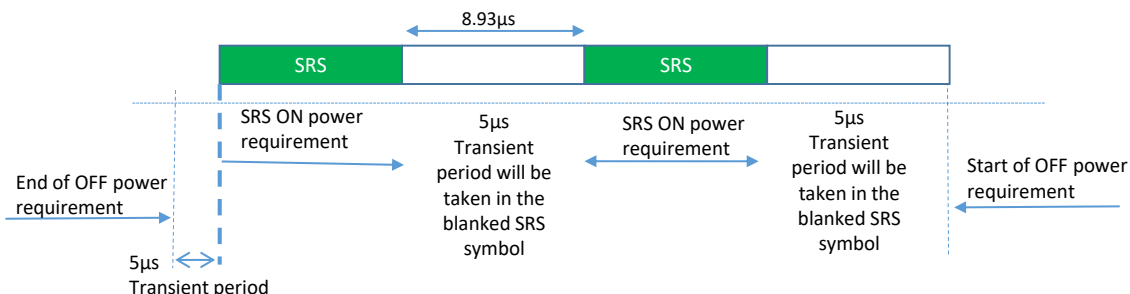 8.93µs
SRS
SRS
SRS ON power
requirement
5µs
Transient
period will be
taken in the
blanked SRS
symbol
SRS ON power
requirement
5µs
Transient
period will be
taken in the
blanked SRS
symbol
End of OFF power
requirement
Start of OFF power
requirement
5µs
Transient period